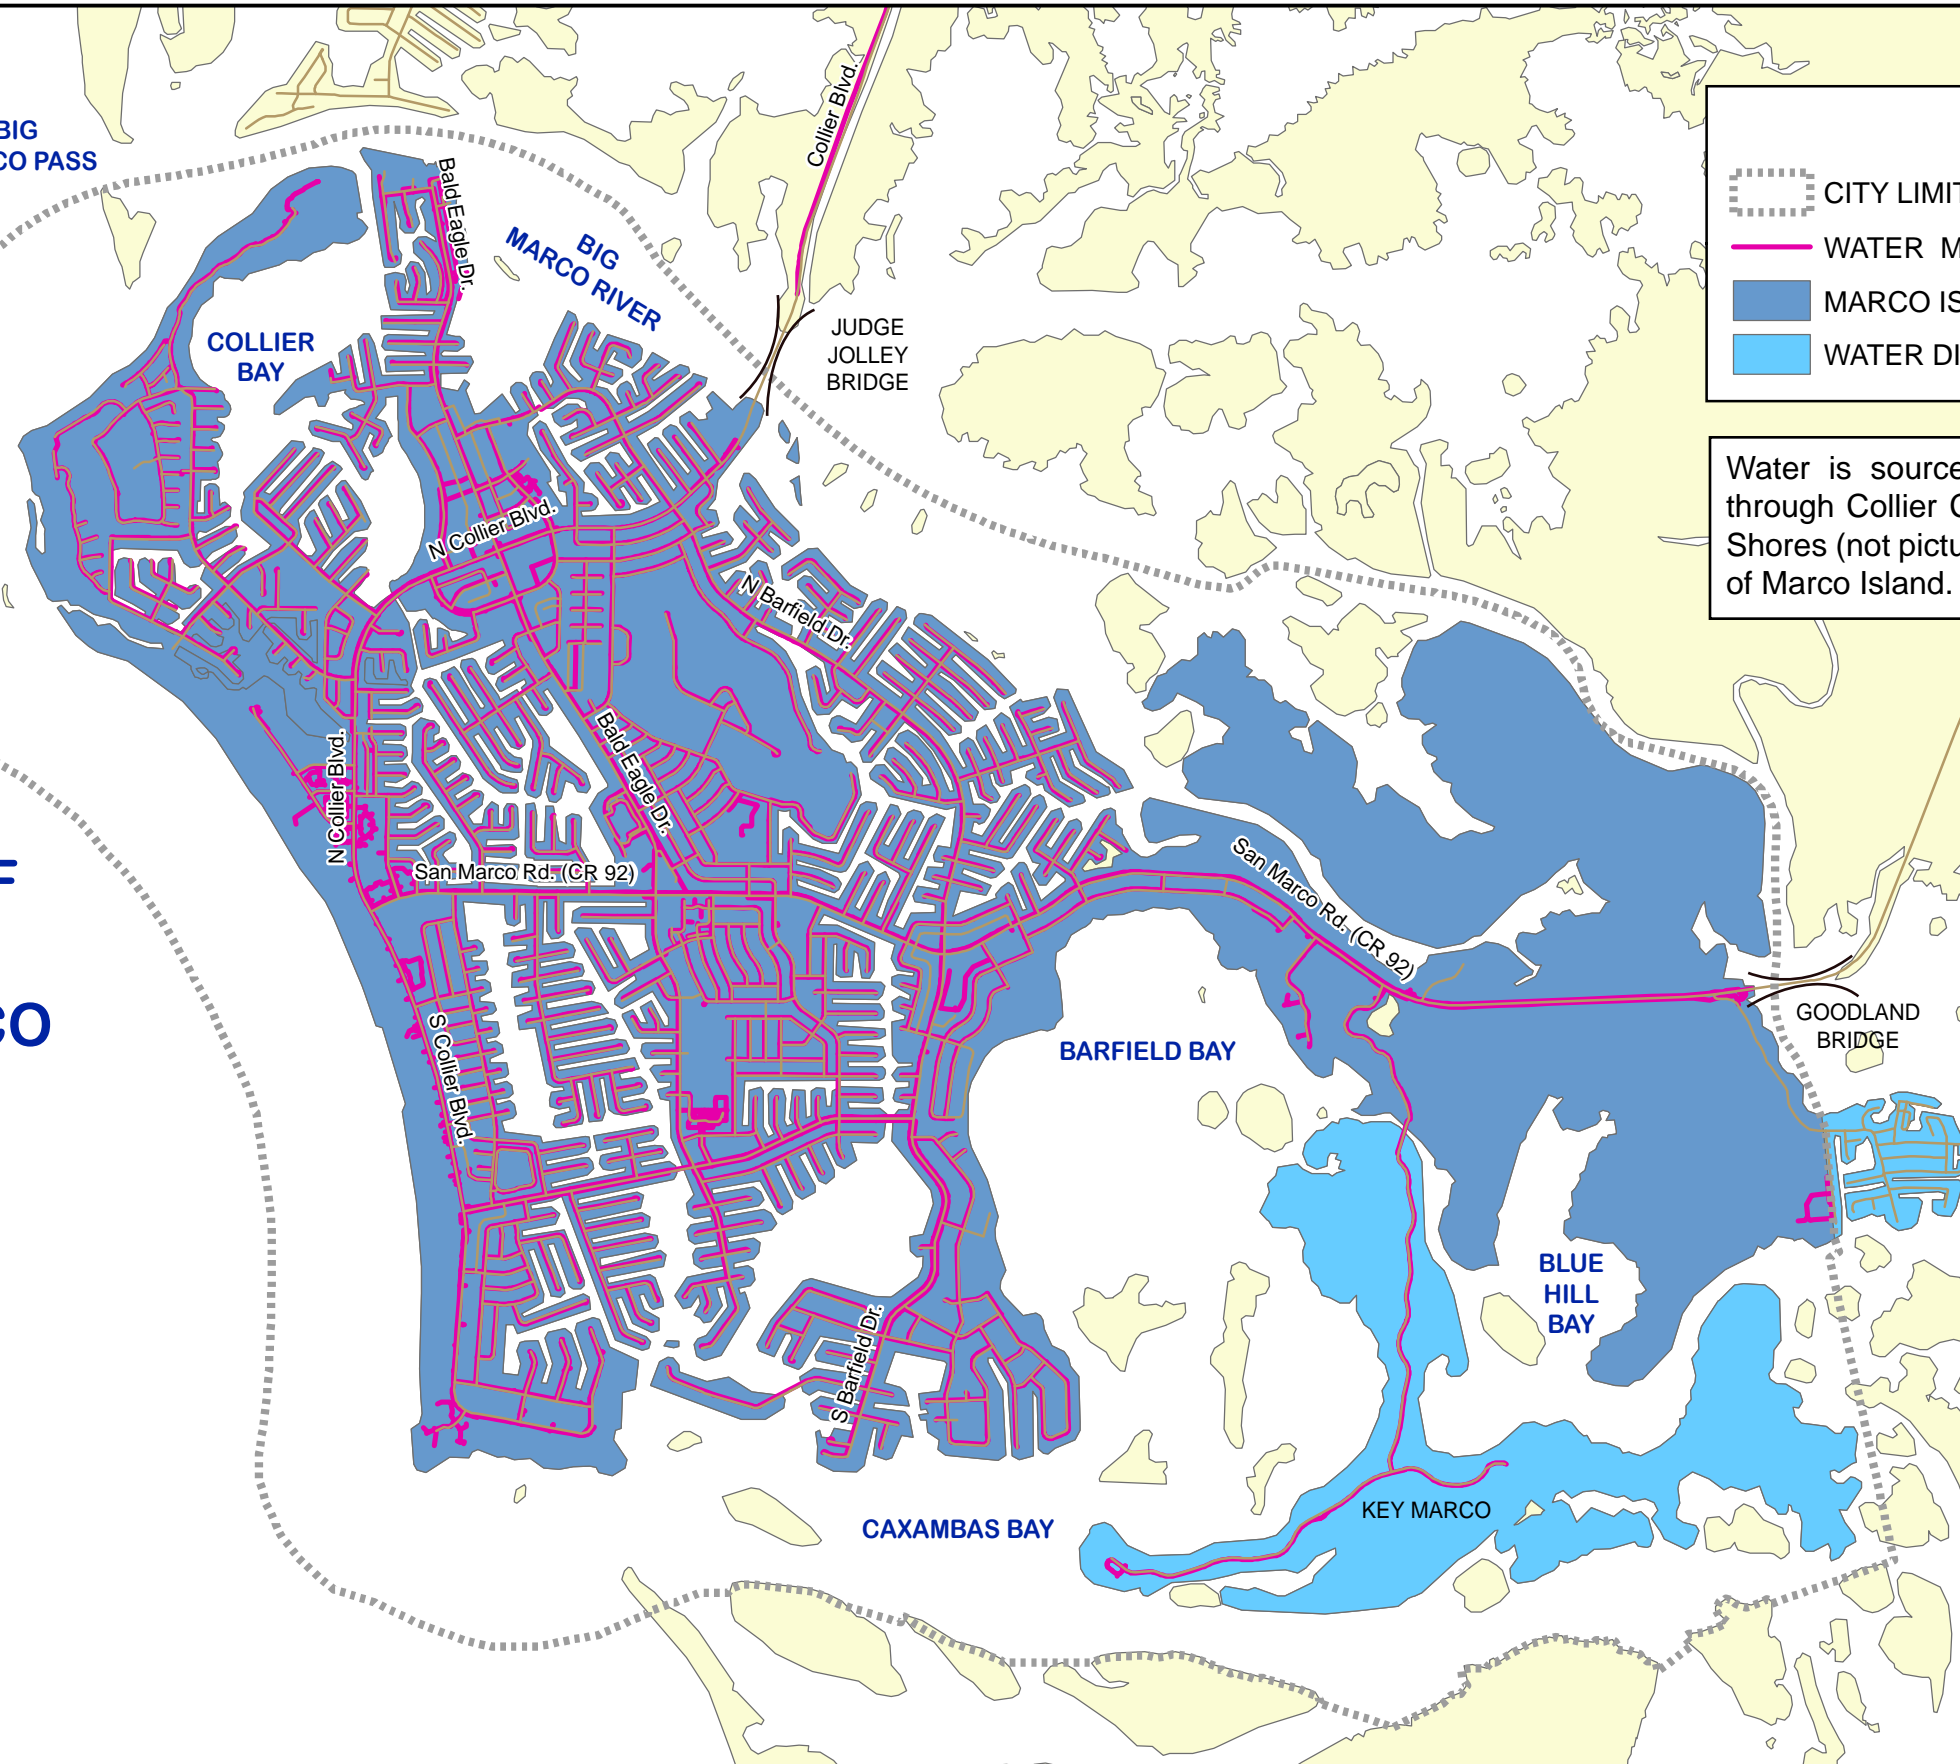 BIG
CO PASS
Collier Blvd.
Bald Eagle Dr.
BIG
MARCO RIVER
COLLIER
BAY
JUDGE
JOLLEY
BRIDGE
CITY LIMIT
WATER M
MARCO IS
WATER DI
Water is source
through Collier C
Shores (not pictu
of Marco Island.
N Collier Blvd.
N Barfield Dr.
Bald Eagle Dr.
N Collier Blvd.
San Marco Rd. (CR 92)
San Marco Rd. (CR 92)
F
CO
S Collier Blvd.
BARFIELD BAY
GOODLAND
BRIDGE
BLUE
HILL
BAY
S Barfield Dr.
KEY MARCO
CAXAMBAS BAY